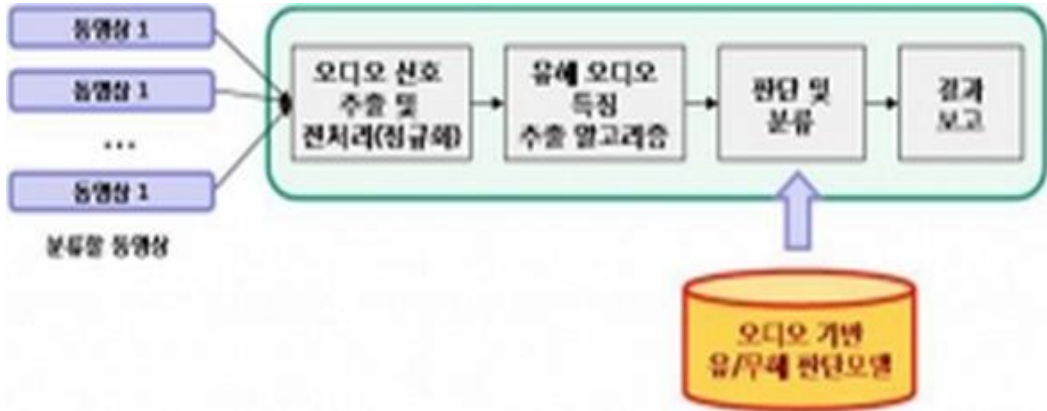 동영상 1
동영상 1
...
동영상 1
분류할 동영상
오디오 신호
추출 및
전처리(정규화)
유해 오디오
특징
추출 알고리즘
판단 및
분류
결과
보고
오디오 기반
유/무해 판단모델